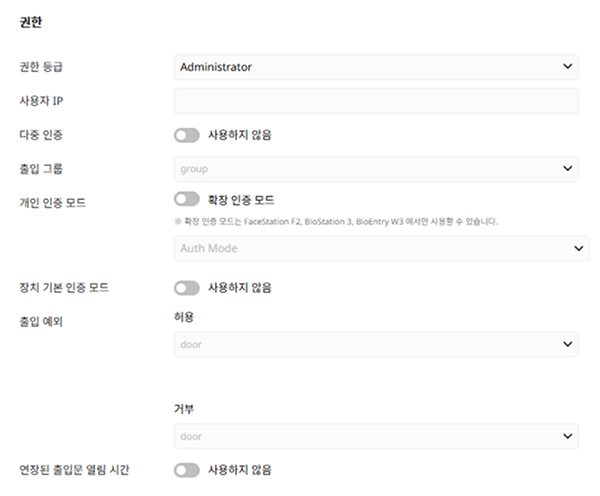 권한
권한 등급 Administrator
사용자 IP
다중 인증 사용하지 않음
출입 그룹 group
개인 인증 모드 확장 인증 모드
※ 확장 인증 모드는 FaceStation F2, BioStation 3, BioEntry W3 에서만 사용할 수 있습니다.
Auth Mode
장치 기본 인증 모드 사용하지 않음
출입 예외 허용
door
거부
door
연장된 출입문 열림 시간 사용하지 않음